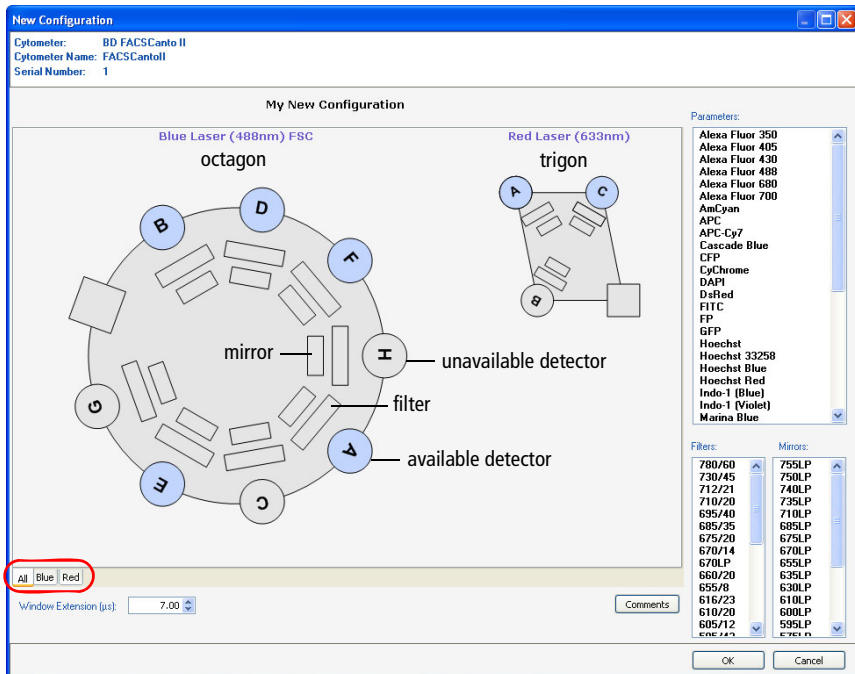 New Configuration
Cytometer: BD FACSCanto II
Cytometer Name: FACSCantoII
Serial Number: 1
My New Configuration
Blue Laser (488nm) FSC
octagon
Red Laser (633nm)
trigon
A
C
B
D
B
F
H
G
A
E
C
mirror
unavailable detector
filter
available detector
All
Blue
Red
Window Extension (µs): 7.00
Comments
Parameters:
Alexa Fluor 350
Alexa Fluor 405
Alexa Fluor 430
Alexa Fluor 488
Alexa Fluor 680
Alexa Fluor 700
AmCyan
APC
APC-Cy7
Cascade Blue
CFP
CyChrome
DAPI
DsRed
FITC
FP
GFP
Hoechst
Hoechst 33258
Hoechst Blue
Hoechst Red
Indo-1 (Blue)
Indo-1 (Violet)
Marina Blue
Filters:
780/60
730/45
712/21
710/20
695/40
685/35
675/20
670/14
670LP
660/20
655/8
616/23
610/20
605/12
Mirrors:
755LP
750LP
740LP
735LP
710LP
685LP
675LP
670LP
655LP
635LP
630LP
610LP
600LP
595LP
OK
Cancel